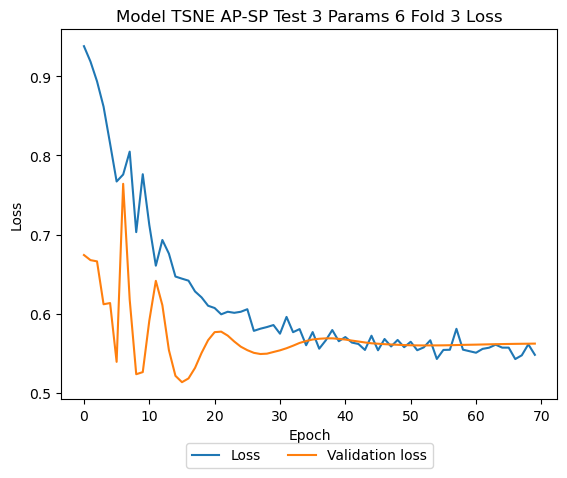 Model TSNE AP-SP Test 3 Params 6 Fold 3 Loss
Loss
0.9
0.8
0.7
0.6
0.5
0 10 20 30 40 50 60 70
Epoch
Loss Validation loss